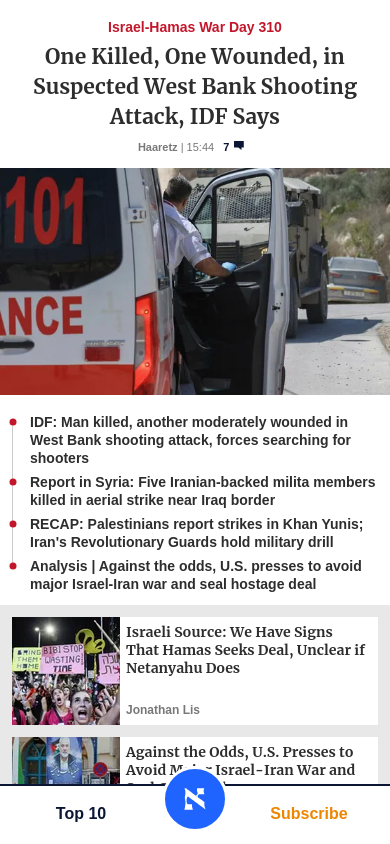 Israel-Hamas War Day 310
One Killed, One Wounded, in
Suspected West Bank Shooting
Attack, IDF Says
Haaretz | 15:44 7
101
ANCE
IDF: Man killed, another moderately wounded in
West Bank shooting attack, forces searching for
shooters
Report in Syria: Five Iranian-backed milita members
killed in aerial strike near Iraq border
RECAP: Palestinians report strikes in Khan Yunis;
Iran's Revolutionary Guards hold military drill
Analysis | Against the odds, U.S. presses to avoid
major Israel-Iran war and seal hostage deal
BRING
THEM
HOME
BIBI STOP
WASTING
TIME
Israeli Source: We Have Signs
That Hamas Seeks Deal, Unclear if
Netanyahu Does
Jonathan Lis
Against the Odds, U.S. Presses to
Avoid Israel-Iran War and
Top 10
Subscribe